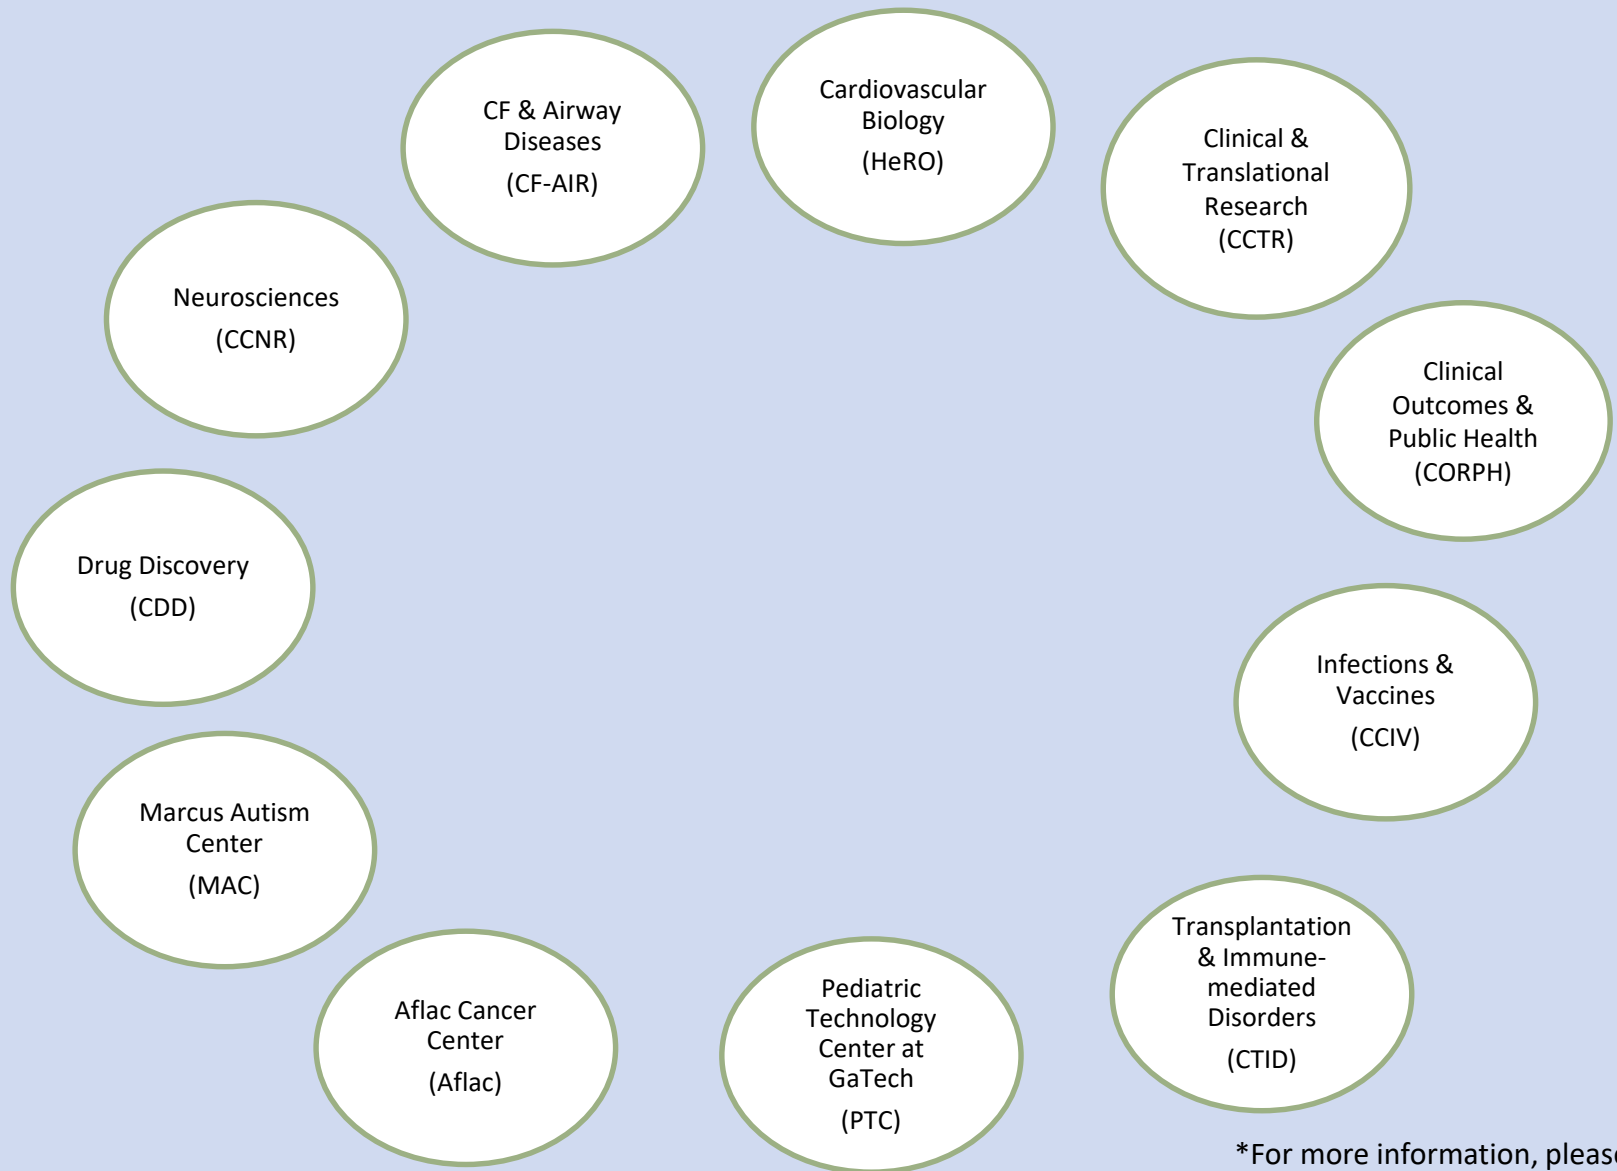 Cardiovascular
Biology
(HeRO)
CF & Airway
Diseases
(CF-AIR)
Clinical &
Translational
Research
(CCTR)
Neurosciences
(CCNR)
Clinical
Outcomes &
Public Health
(CORPH)
Drug Discovery
(CDD)
Infections &
Vaccines
(CCIV)
Marcus Autism
Center
(MAC)
Transplantation
& Immune-
mediated
Disorders
(CTID)
Aflac Cancer
Center
(Aflac)
Pediatric
Technology
Center at
GaTech
(PTC)
*For more information, please